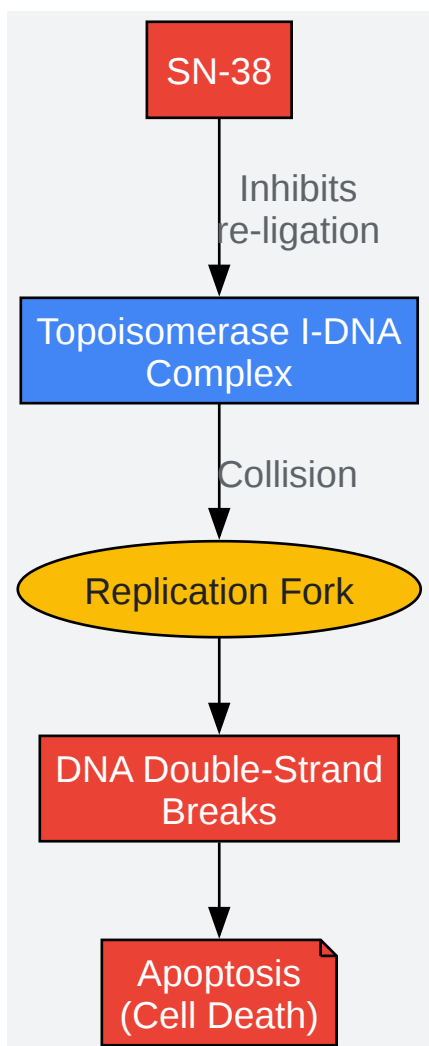 SN-38
Inhibits
re-ligation
Topoisomerase I-DNA
Complex
Collision
Replication Fork
DNA Double-Strand
Breaks
Apoptosis
(Cell Death)